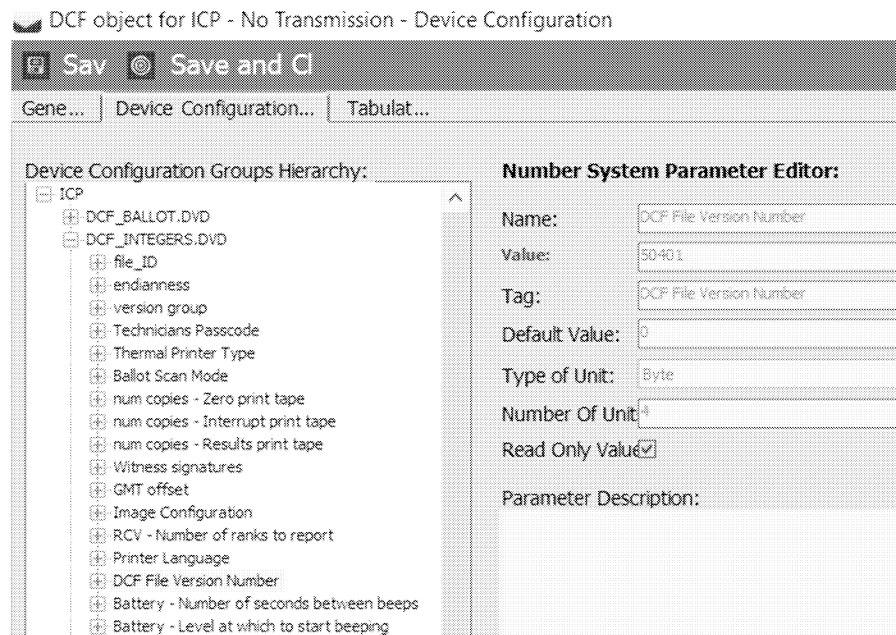 DCF object for ICP - No Transmission - Device Configuration
Sav Save and Cl
Gene... Device Configuration... Tabulat...
Device Configuration Groups Hierarchy:
ICP
DCF_BALLOT.DVD
DCF_INTEGERS.DVD
file_ID
endianness
version group
Technicians Passcode
Thermal Printer Type
Ballot Scan Mode
num copies - Zero print tape
num copies - Interrupt print tape
num copies - Results print tape
Witness signatures
GMT offset
Image Configuration
RCV - Number of ranks to report
Printer Language
DCF File Version Number
Battery - Number of seconds between beeps
Battery - Level at which to start beeping
Number System Parameter Editor:
Name: DCF File Version Number
Value: 50401
Tag: DCF File Version Number
Default Value: 0
Type of Unit: Byte
Number Of Unit 4
Read Only Value
Parameter Description: